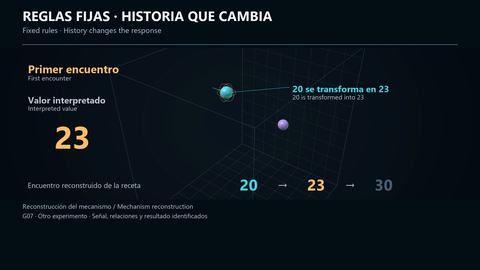 REGLAS FIJAS · HISTORIA QUE CAMBIA
Fixed rules · History changes the response
Primer encuentro
First encounter
20 se transforma en 23
20 is transformed into 23
Valor interpretado
Interpreted value
23
Encuentro reconstruido de la receta
20 → 23 → 30
Reconstrucción del mecanismo / Mechanism reconstruction
G07 · Otro experimento · Señal, relaciones y resultado identificados